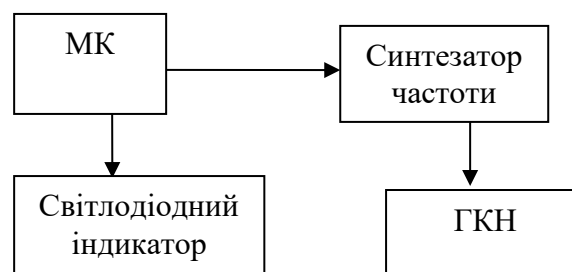 МК
Синтезатор
частоти
Світлодіодний
індикатор
ГКН